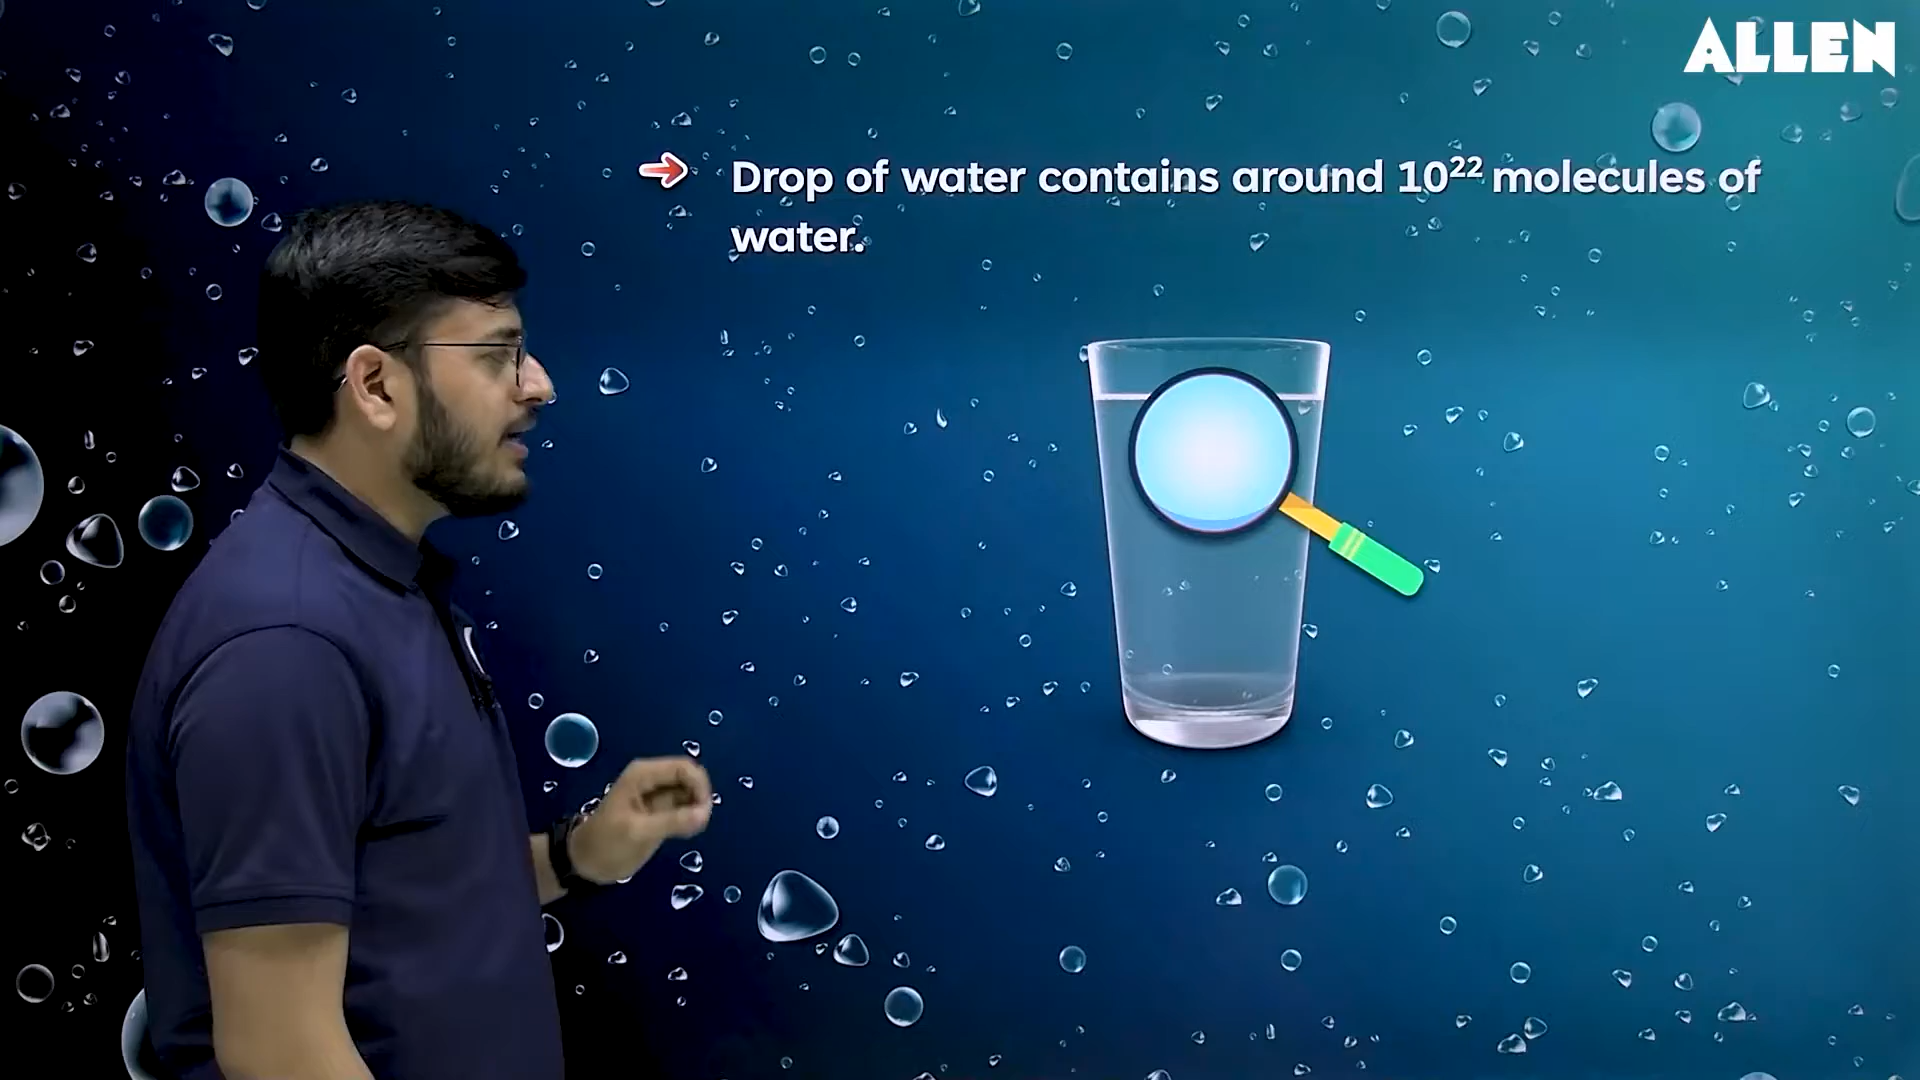 ALLEN
Drop of water contains around 10²² molecules of
water.